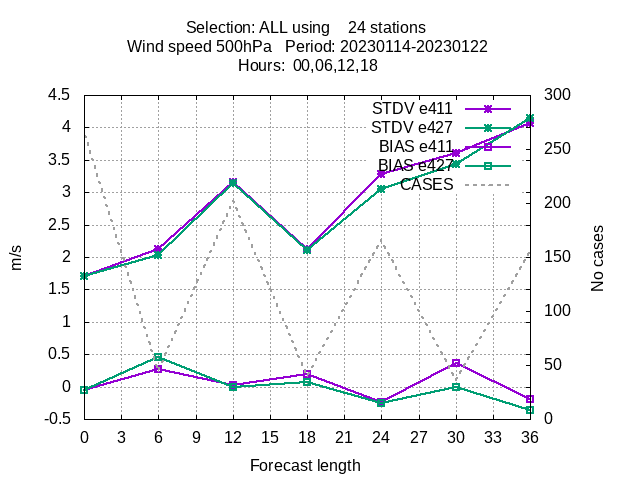 Selection: ALL using    24 stations
Wind speed 500hPa   Period: 20230114-20230122
Hours:  00,06,12,18
4.5
4
3.5
3
2.5
2
1.5
1
0.5
0
-0.5
m/s
STDV e411
STDV e427
BIAS e411
BIAS e427
CASES
300
250
200
150
100
50
0
No cases
0 3 6 9 12 15 18 21 24 27 30 33 36
Forecast length